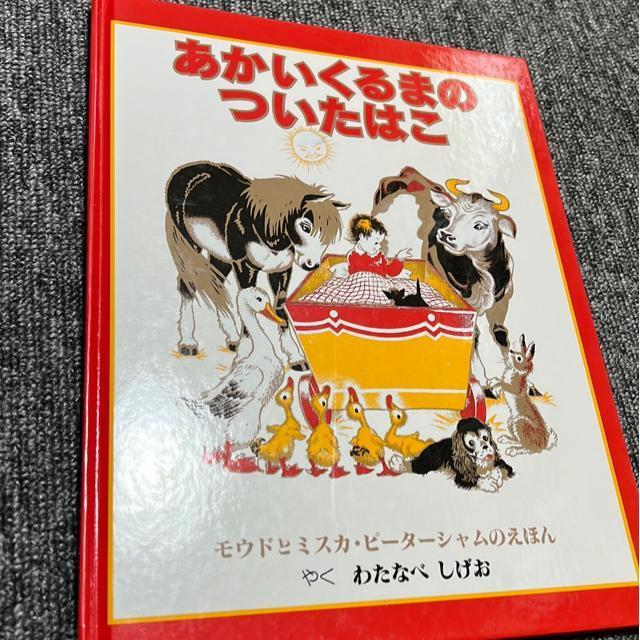 あかいくるまの
ついたはこ
モウドとミスカ・ピーターシャムのえほん
やく わたなべ しげお